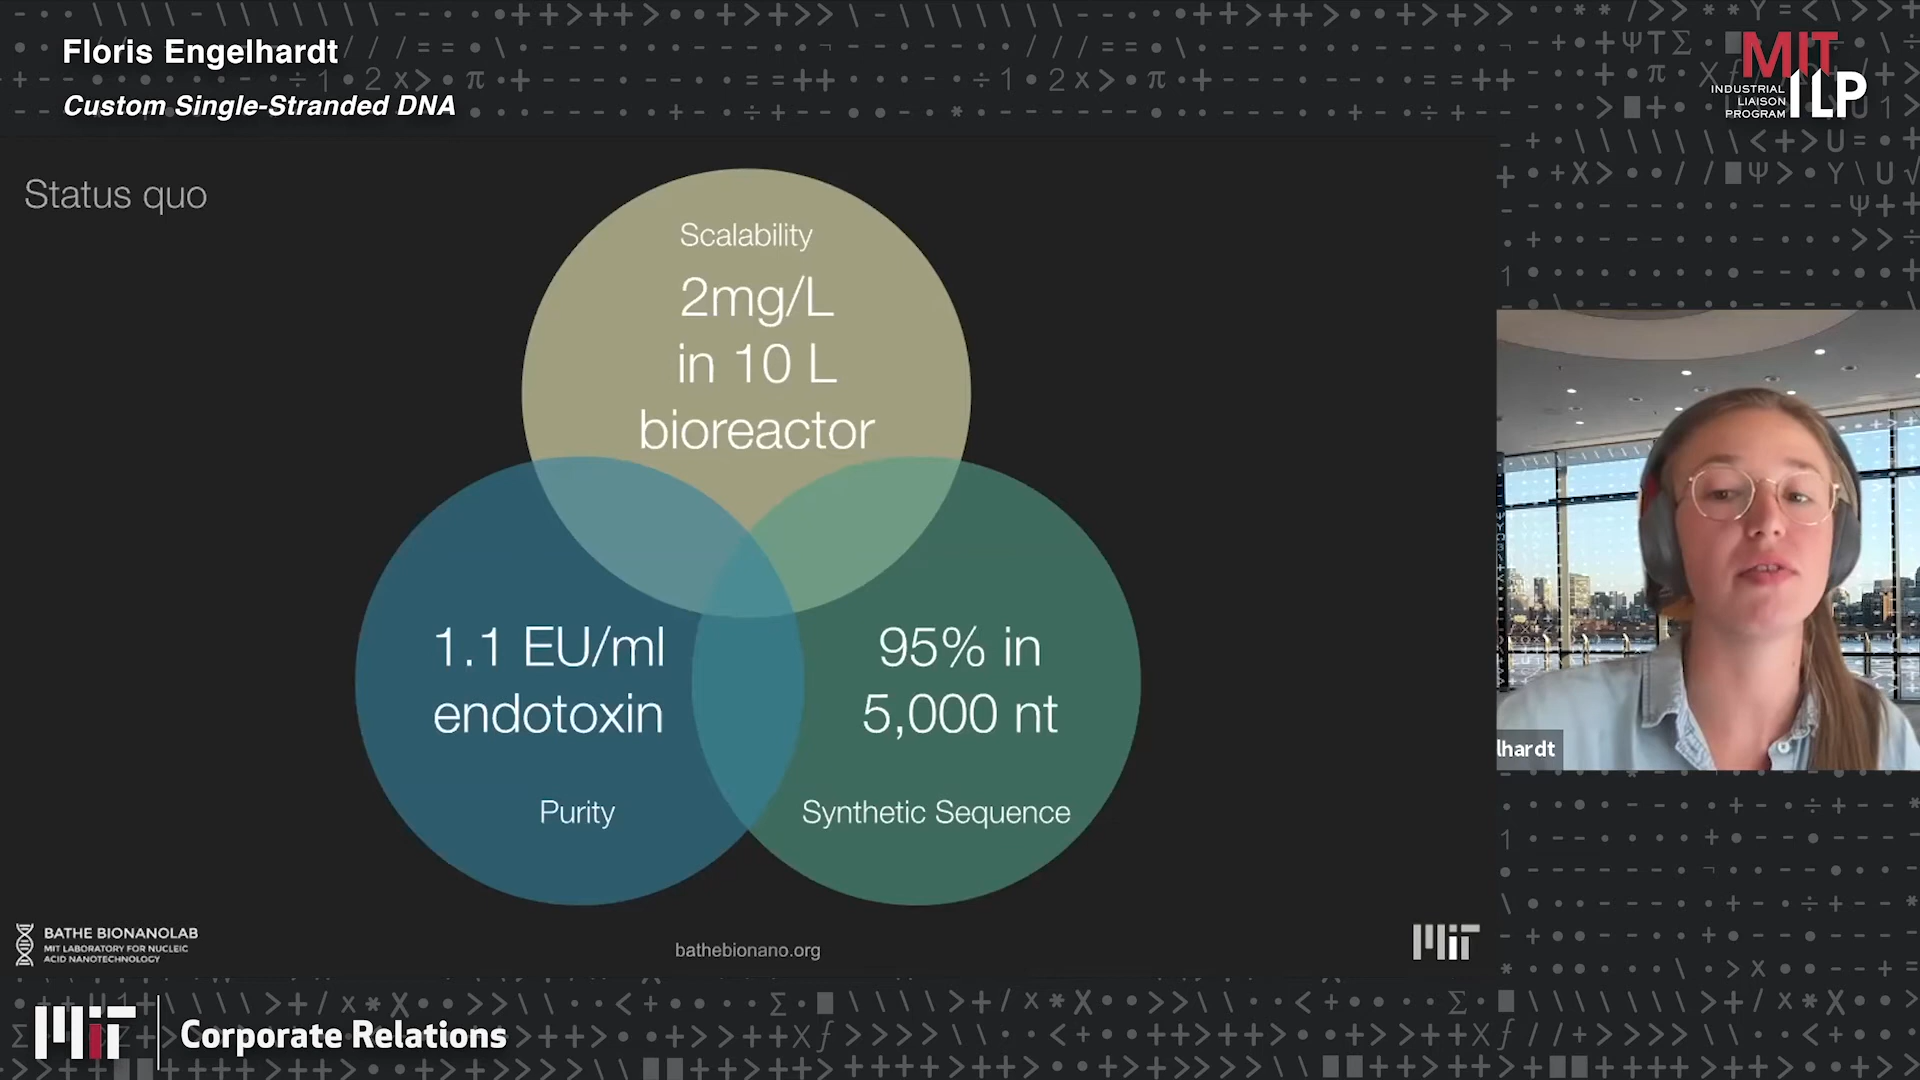 Floris Engelhardt
Custom Single-Stranded DNA
MIT
ILP
INDUSTRIAL
LIAISON
PROGRAM
Status quo
Scalability
2mg/L
in 10 L
bioreactor
1.1 EU/ml
endotoxin
Purity
95% in
5,000 nt
Synthetic Sequence
lhardt
BATHE BIONANOLAB
MIT LABORATORY FOR NUCLEIC
ACID NANOTECHNOLOGY
bathebionano.org
MIT
MIT
Corporate Relations